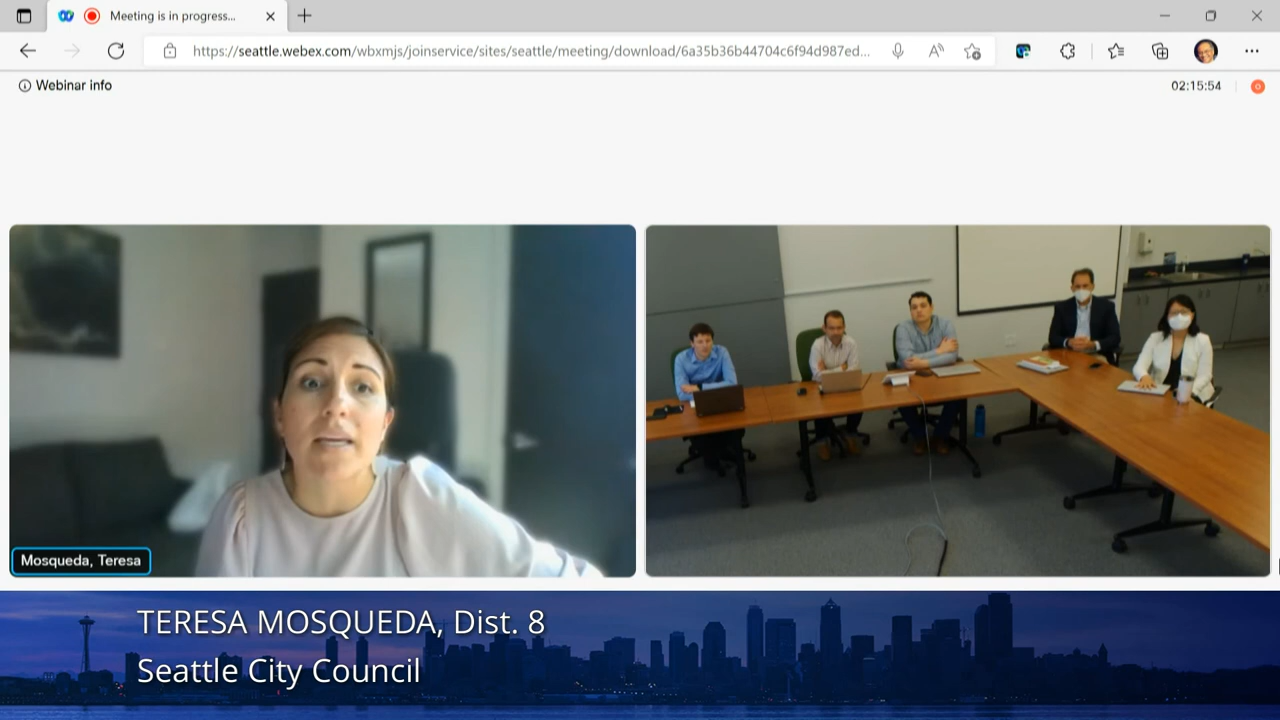 Meeting is in progress...
https://seattle.webex.com/wbxmjs/joinservice/sites/seattle/meeting/download/6a35b36b44704c6f94d987ed...
Webinar info
02:15:54
Mosqueda, Teresa
TERESA MOSQUEDA, Dist. 8
Seattle City Council